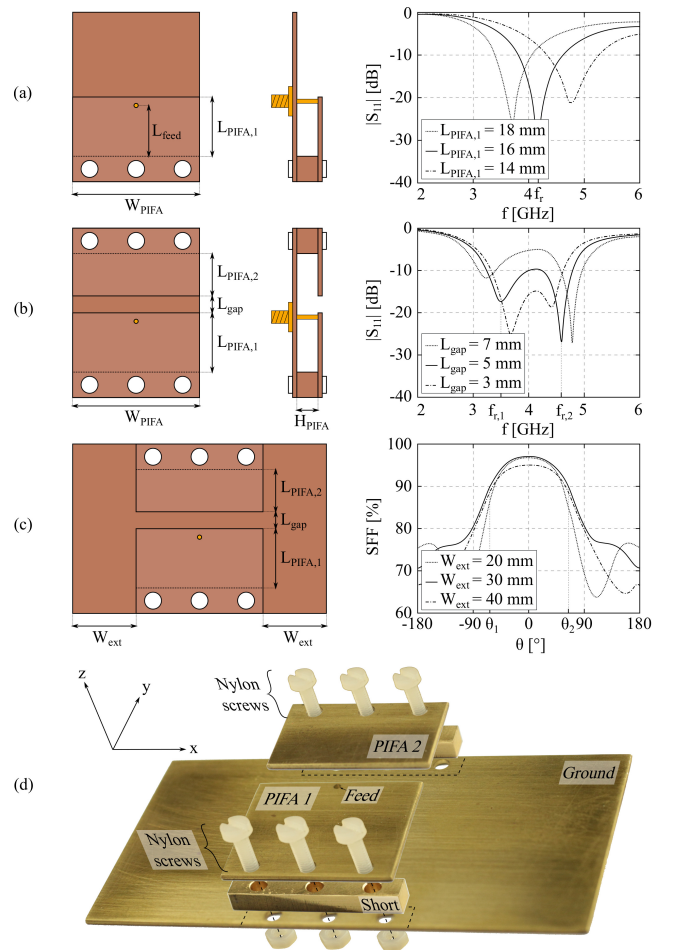 (a)
L_feed
L_PIFA,1
W_PIFA
|S_11| [dB]
0
-10
-20
-30
-40
L_PIFA,1 = 18 mm
L_PIFA,1 = 16 mm
L_PIFA,1 = 14 mm
2 3 4 f_r 5 6
f [GHz]
(b)
L_PIFA,2
L_gap
L_PIFA,1
W_PIFA
H_PIFA
|S_11| [dB]
0
-10
-20
-30
-40
L_gap = 7 mm
L_gap = 5 mm
L_gap = 3 mm
2 3 f_r,1 4 f_r,2 5 6
f [GHz]
(c)
L_PIFA,2
L_gap
L_PIFA,1
W_ext
W_ext
SFF [%]
100
90
80
70
60
W_ext = 20 mm
W_ext = 30 mm
W_ext = 40 mm
-180 -90 θ_1 0 θ_2 90 180
θ [°]
(d)
z
y
x
Nylon
screws
PIFA 2
Ground
PIFA 1
Feed
Nylon
screws
Short